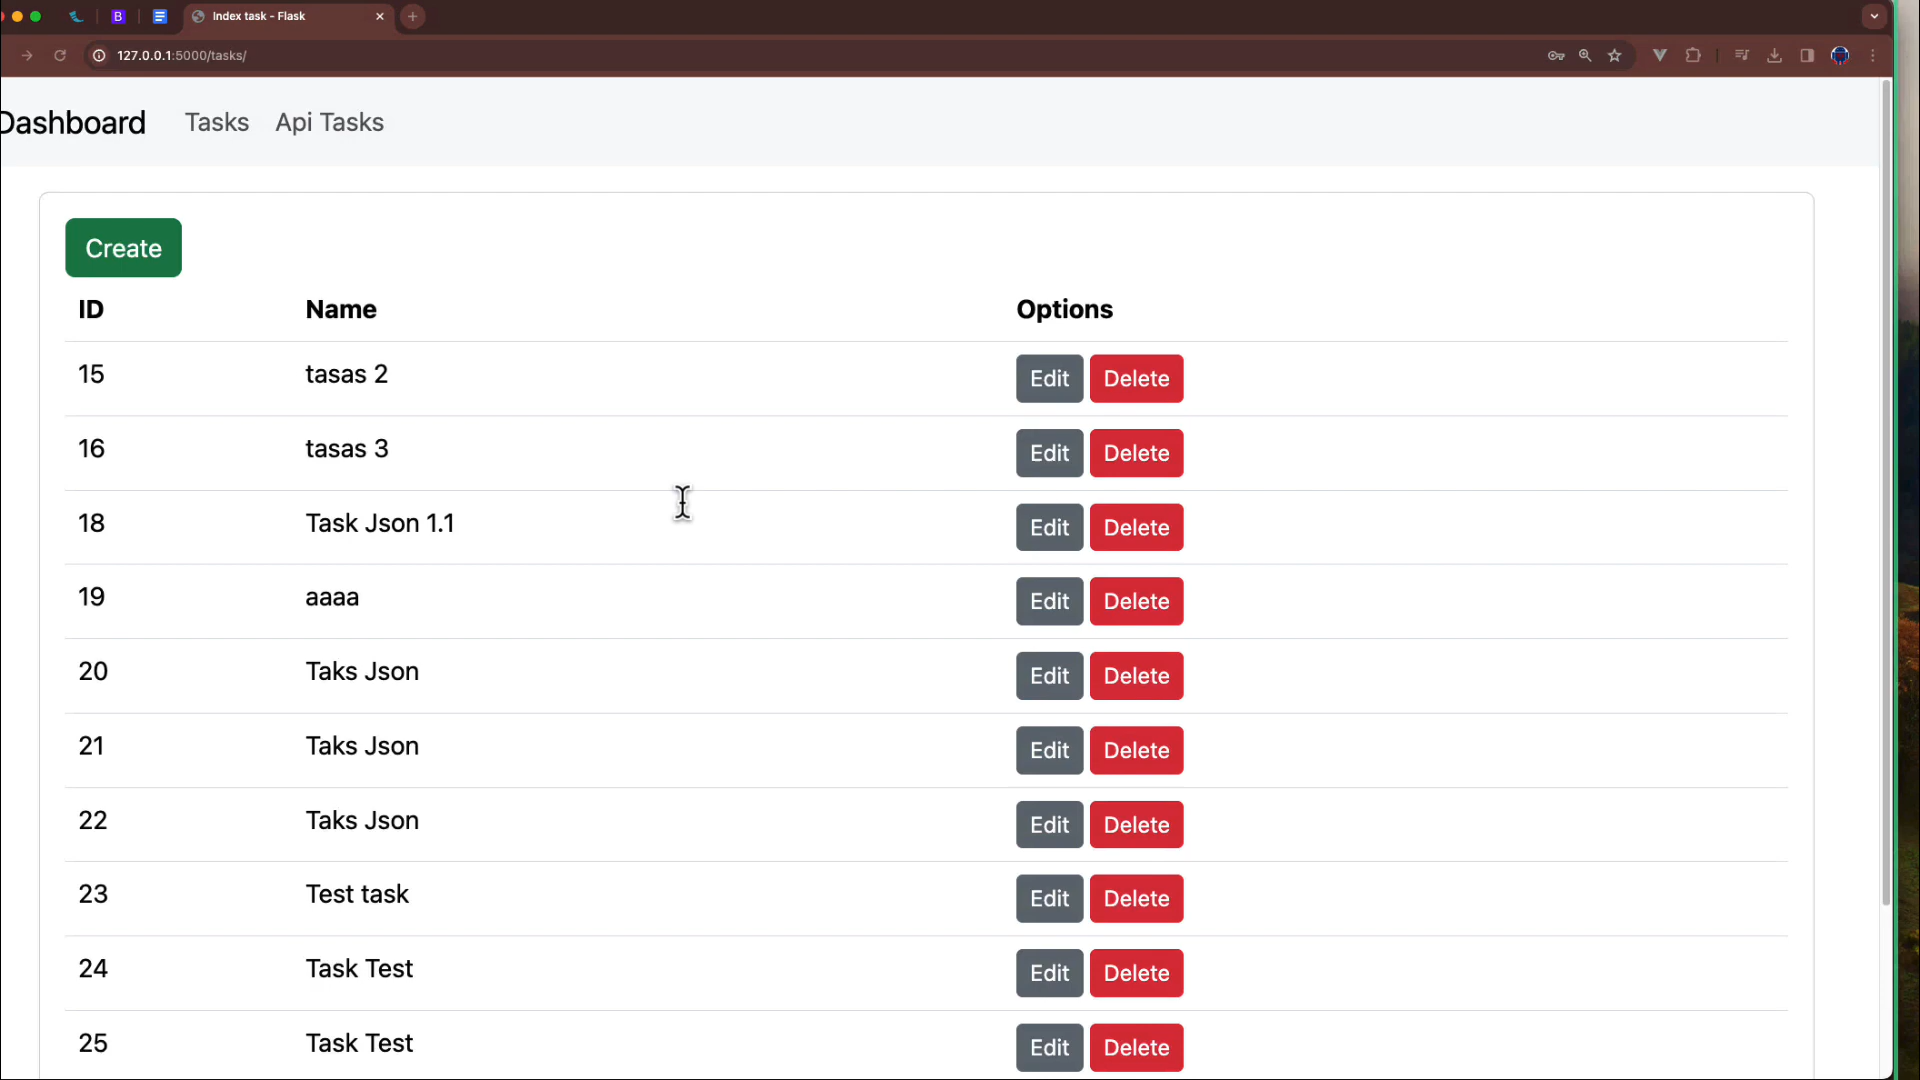 B
Index task - Flask
127.0.0.1:5000/tasks/
Dashboard Tasks Api Tasks
Create
ID Name Options
15 tasas 2 Edit Delete
16 tasas 3 Edit Delete
18 Task Json 1.1 Edit Delete
19 aaaa Edit Delete
20 Taks Json Edit Delete
21 Taks Json Edit Delete
22 Taks Json Edit Delete
23 Test task Edit Delete
24 Task Test Edit Delete
25 Task Test Edit Delete